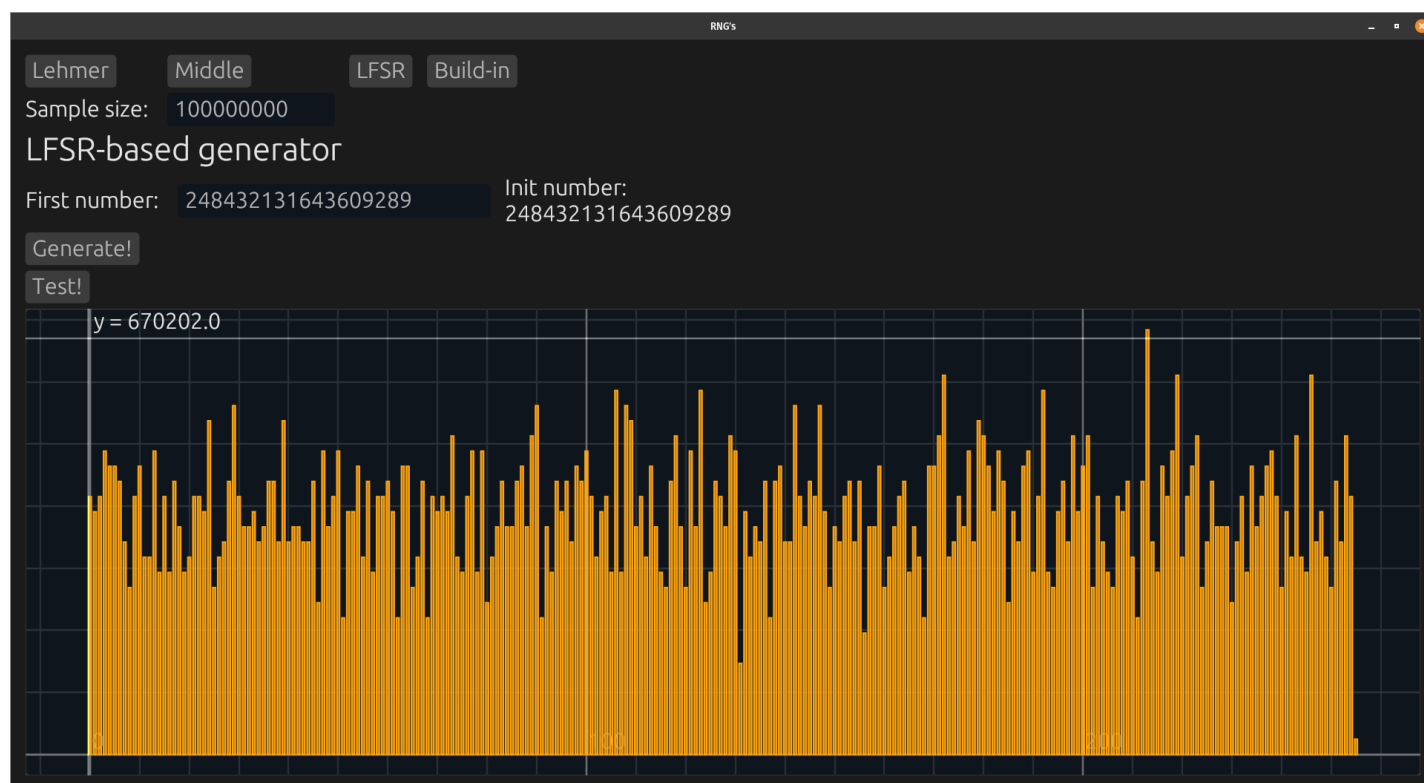 RNG's
Lehmer Middle LFSR Build-in
Sample size: 100000000
LFSR-based generator
First number: 248432131643609289
Init number:
248432131643609289
Generate!
Test!
y = 670202.0
0 100 200